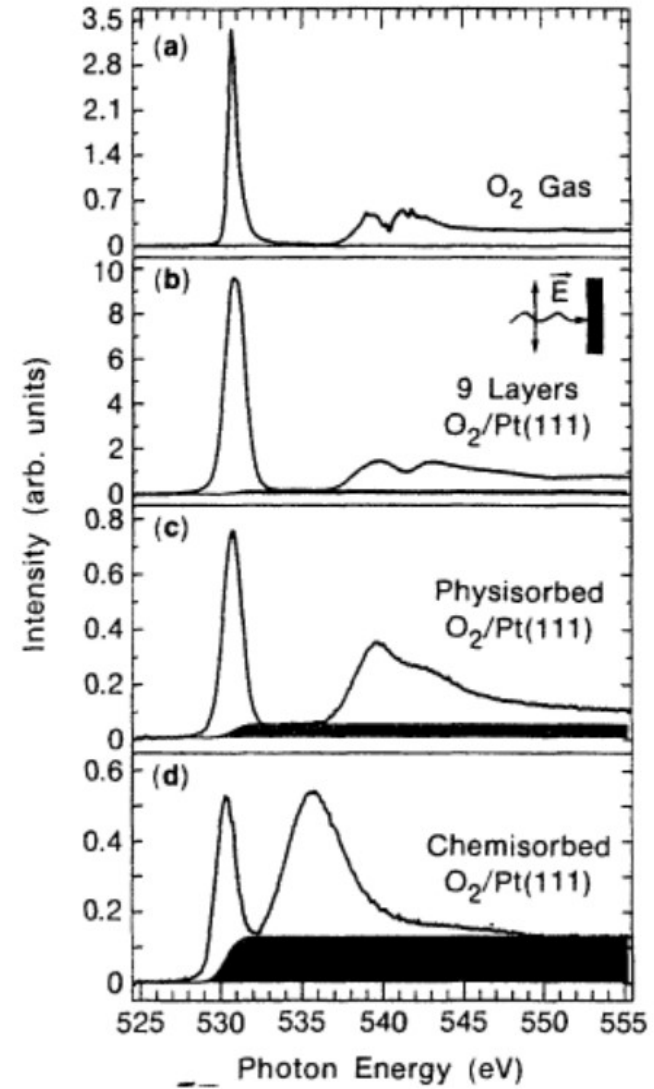 3.5
(a)
2.8
2.1
1.4
O2 Gas
0.7
0
10
(b)
E
8
6
9 Layers
4
O2/Pt(111)
2
0
0.8
(c)
0.6
Physisorbed
0.4
O2/Pt(111)
0.2
0
0.6
(d)
0.4
Chemisorbed
O2/Pt(111)
0.2
0
Intensity (arb. units)
525 530 535 540 545 550 555
Photon Energy (eV)